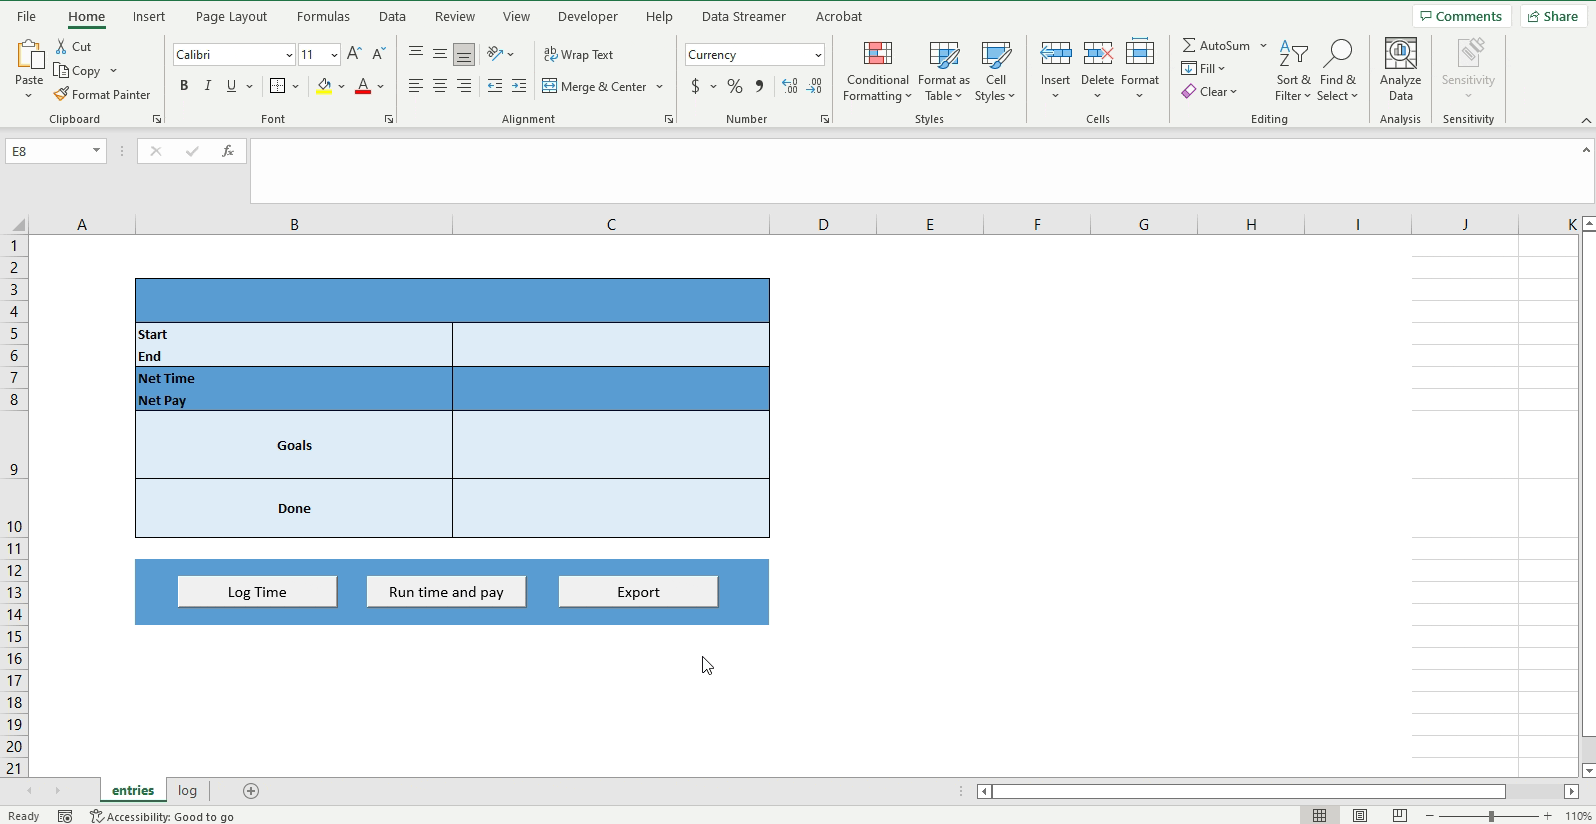 File Home Insert Page Layout Formulas Data Review View Developer Help Data Streamer Acrobat Comments Share
Paste Cut Copy Format Painter
Clipboard
Calibri 11
B I U A
Font
ab Wrap Text
Merge & Center
Alignment
Currency
$ % 9 .00 .00
Number
Conditional Formatting Format as Table Cell Styles
Styles
Insert Delete Format
Cells
AutoSum Fill Clear Sort & Filter Find & Select
Editing
Analyze Data
Analysis
Sensitivity
Sensitivity
E8 fx
A B C D E F G H I J K
1
2
3
4
5 Start
6 End
7 Net Time
8 Net Pay
9 Goals
10 Done
11
12
13 Log Time Run time and pay Export
14
15
16
17
18
19
20
21
entries log
Ready Accessibility: Good to go 110%